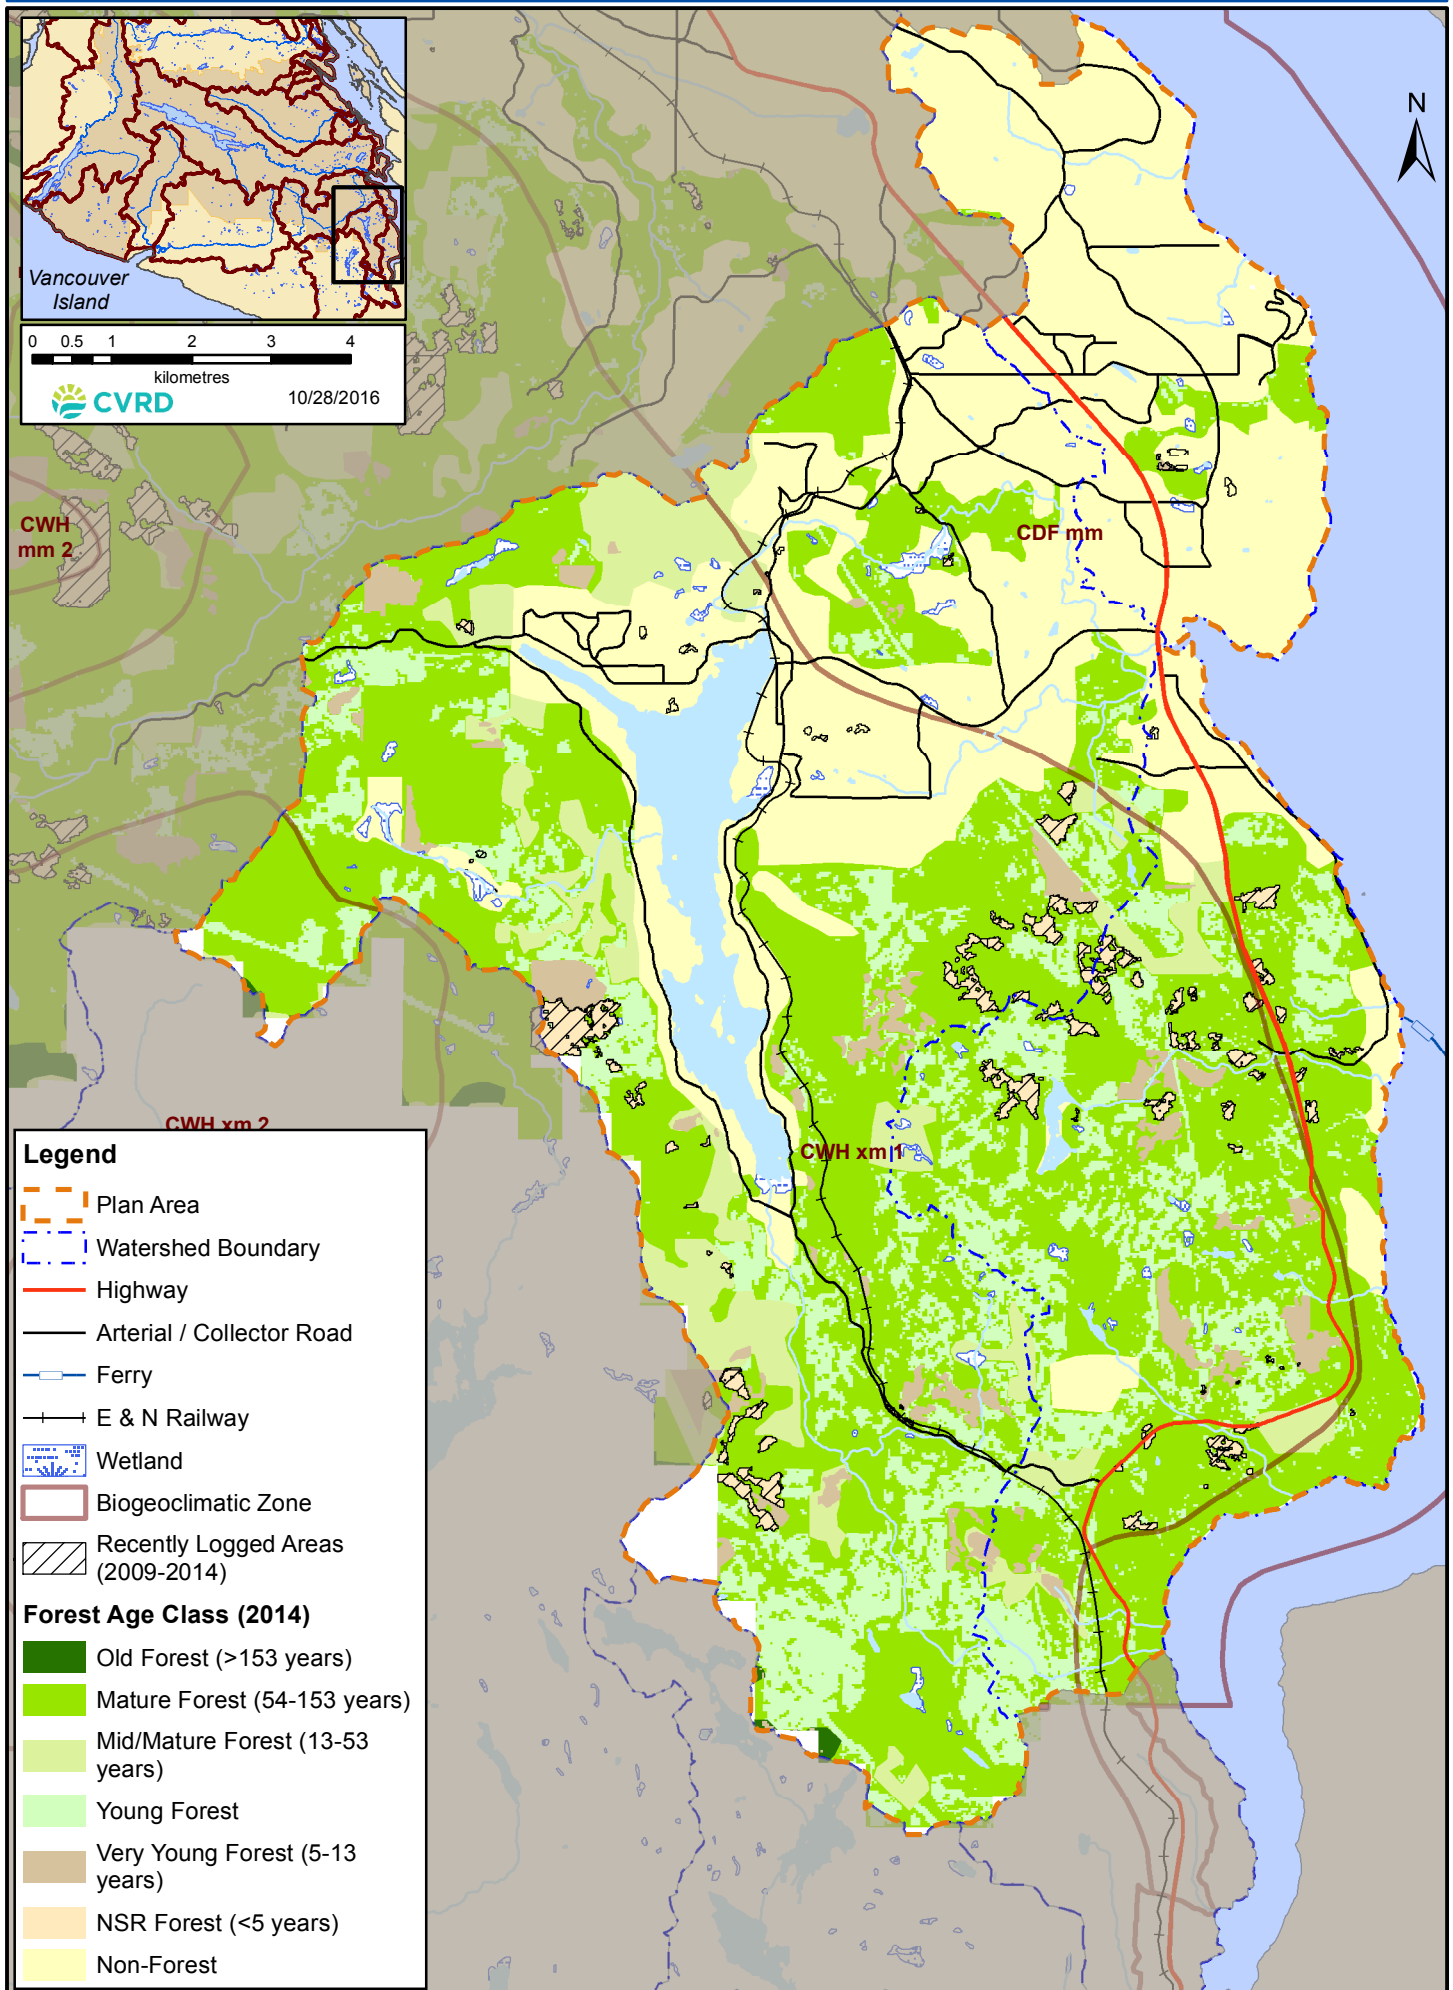 Vancouver
Island
0 0.5 1 2 3 4
kilometres
CVRD
10/28/2016
N
CWH
mm 2
CDF mm
CWH xm 2
CWH xm 1
Legend
Plan Area
Watershed Boundary
Highway
Arterial / Collector Road
Ferry
E & N Railway
Wetland
Biogeoclimatic Zone
Recently Logged Areas
(2009-2014)
Forest Age Class (2014)
Old Forest (>153 years)
Mature Forest (54-153 years)
Mid/Mature Forest (13-53
years)
Young Forest
Very Young Forest (5-13
years)
NSR Forest (<5 years)
Non-Forest